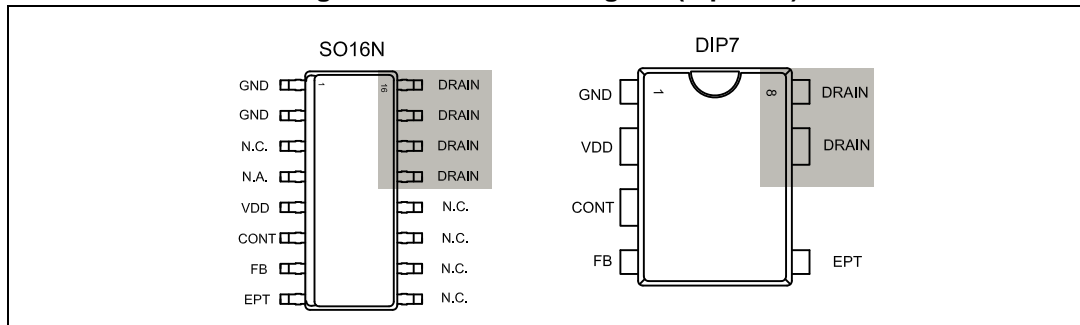 SO16N
GND 1 16 DRAIN
GND DRAIN
N.C. DRAIN
N.A. DRAIN
VDD N.C.
CONT N.C.
FB N.C.
EPT N.C.
DIP7
GND 1 8 DRAIN
VDD DRAIN
CONT
FB EPT